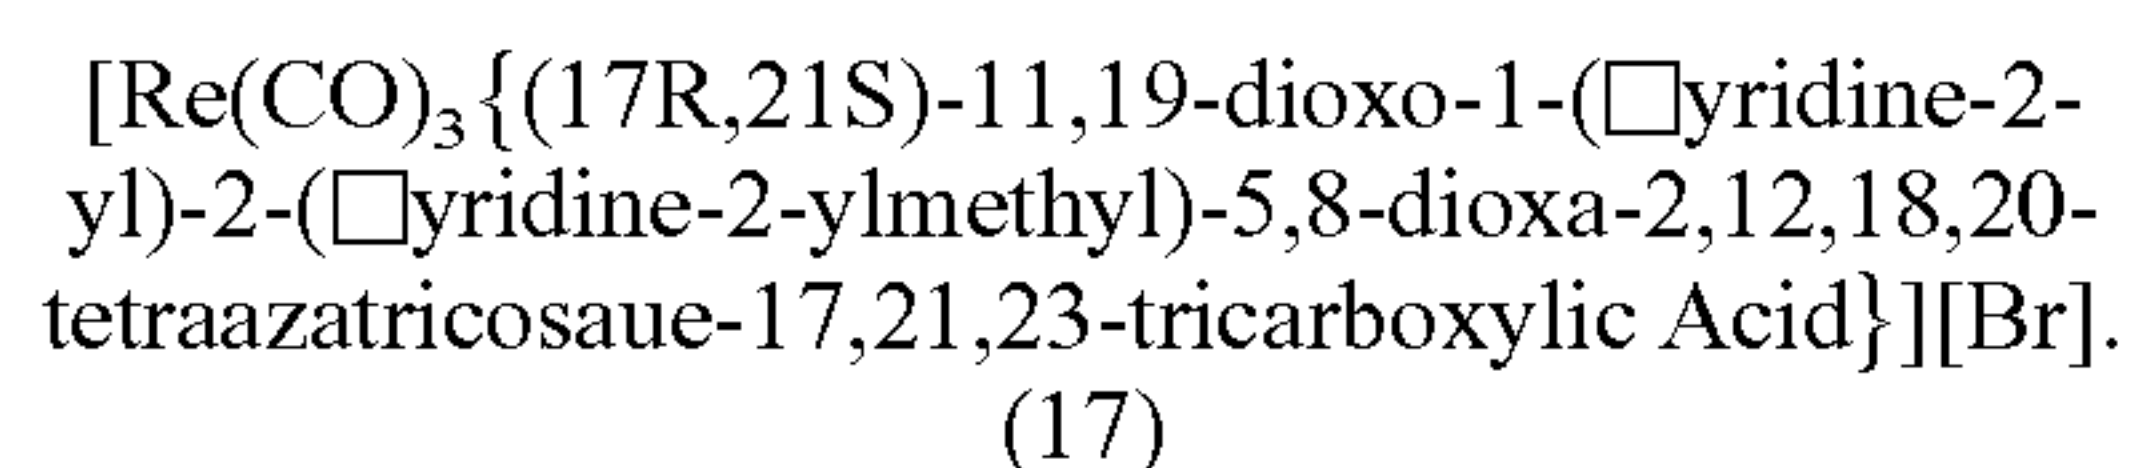 [Re(CO)₃{(17R,21S)-11,19-dioxo-1-(□yridine-2-
yl)-2-(□yridine-2-ylmethyl)-5,8-dioxa-2,12,18,20-
tetraazatricosaue-17,21,23-tricarboxylic Acid}][Br].
(17)